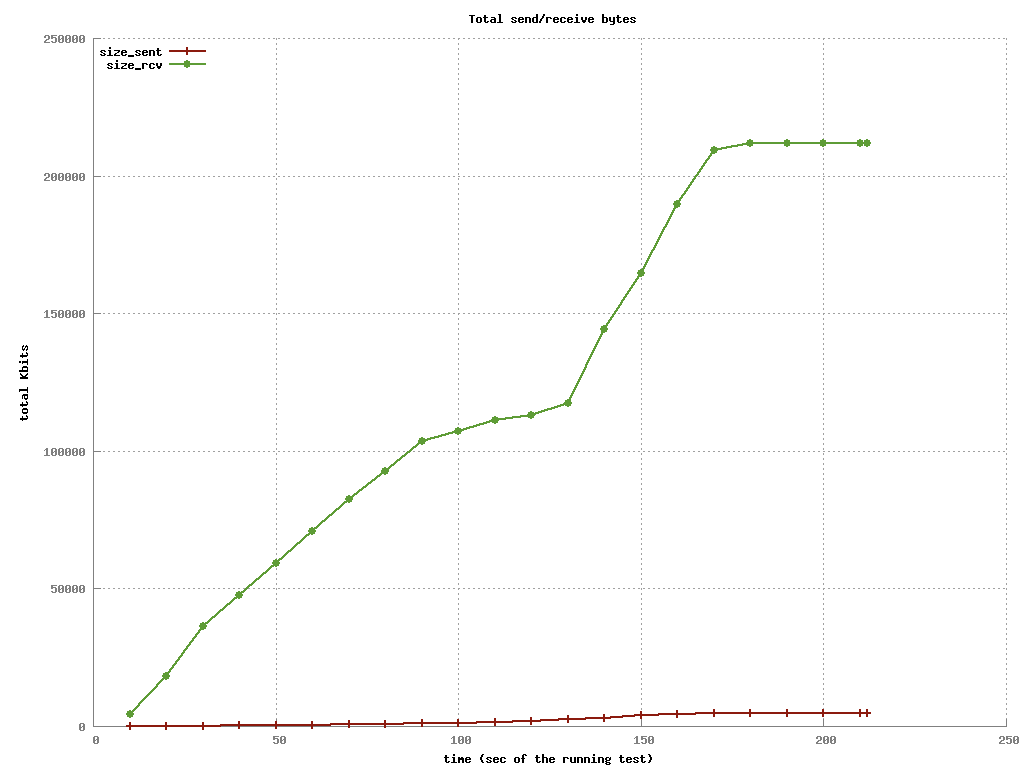 Total send/receive bytes
250000
size_sent
size_rcv
200000
150000
total Kbits
100000
50000
0
0 50 100 150 200 250
time (sec of the running test)